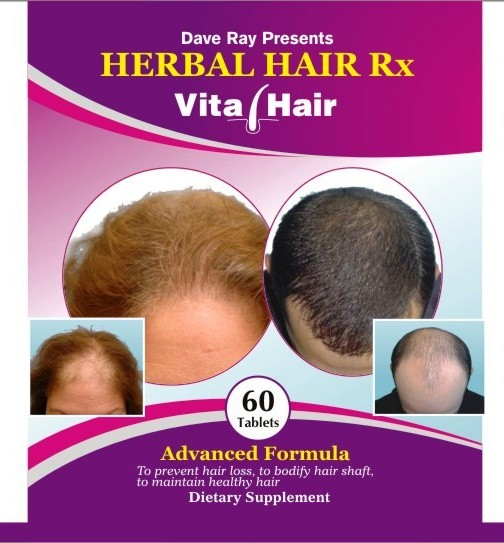 Dave Ray Presents
HERBAL HAIR Rx
Vita Hair
60
Tablets
Advanced Formula
To prevent hair loss, to bodify hair shaft,
to maintain healthy hair
Dietary Supplement